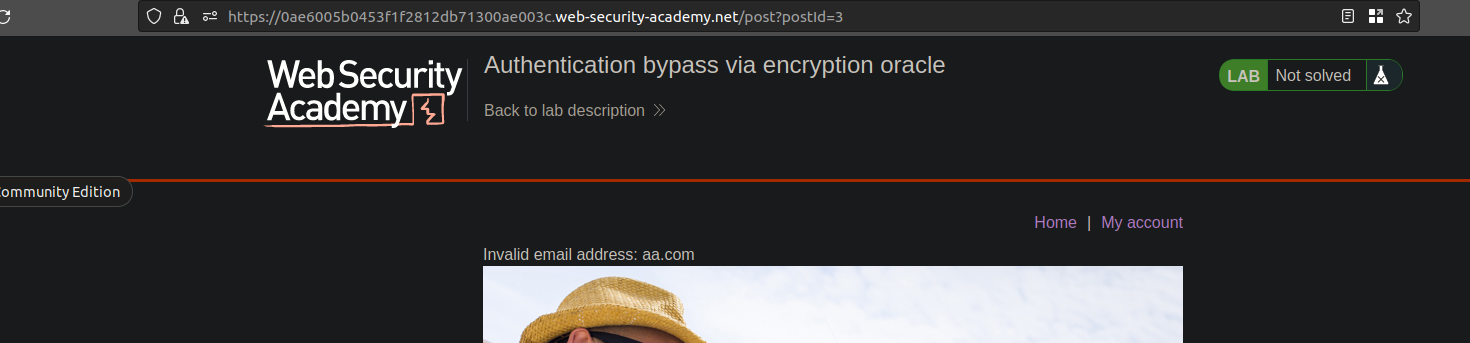 https://0ae6005b0453f1f2812db71300ae003c.web-security-academy.net/post?postId=3
Web Security
Academy
Authentication bypass via encryption oracle
Back to lab description
LAB Not solved
Community Edition
Home | My account
Invalid email address: aa.com